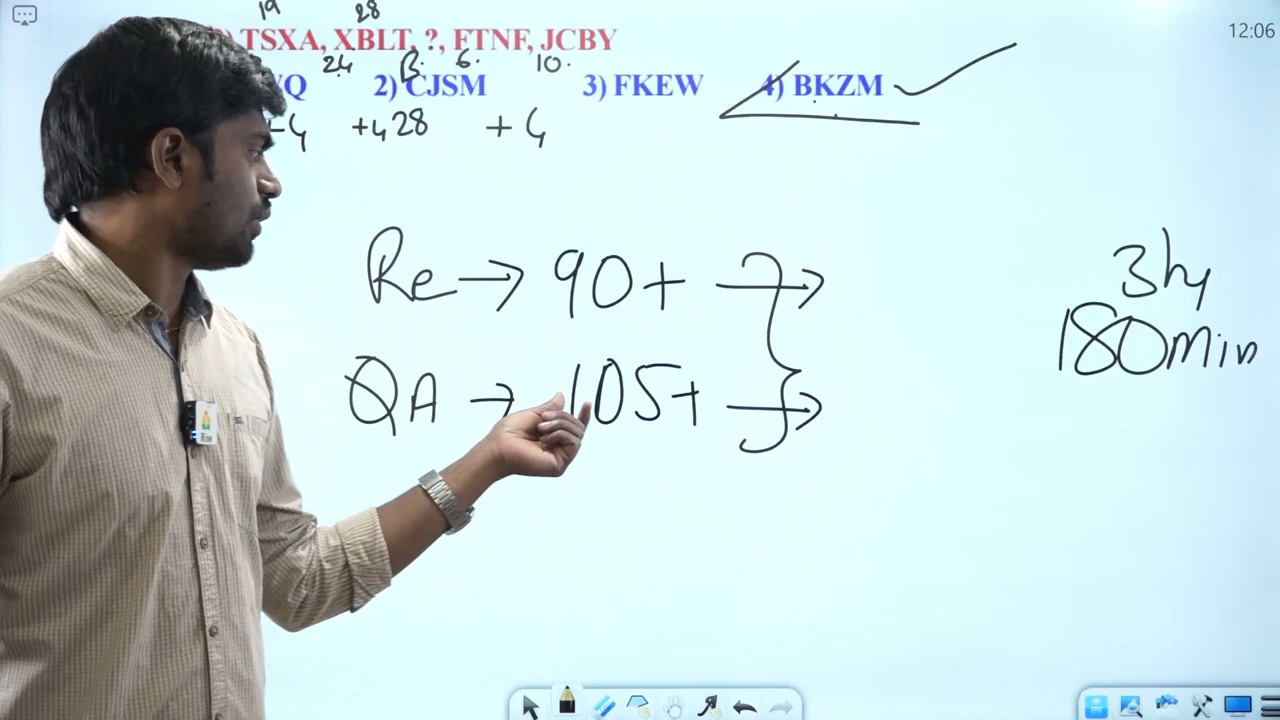 12:06
19 28
TSXA, XBLT, ?, FTNF, JCBY
24 B. 6. 10.
Q 2) CJSM 3) FKEW 4) BKZM
-4 +4 28 +4
Re → 90+ →
3hr
180min
QA → 105+ →